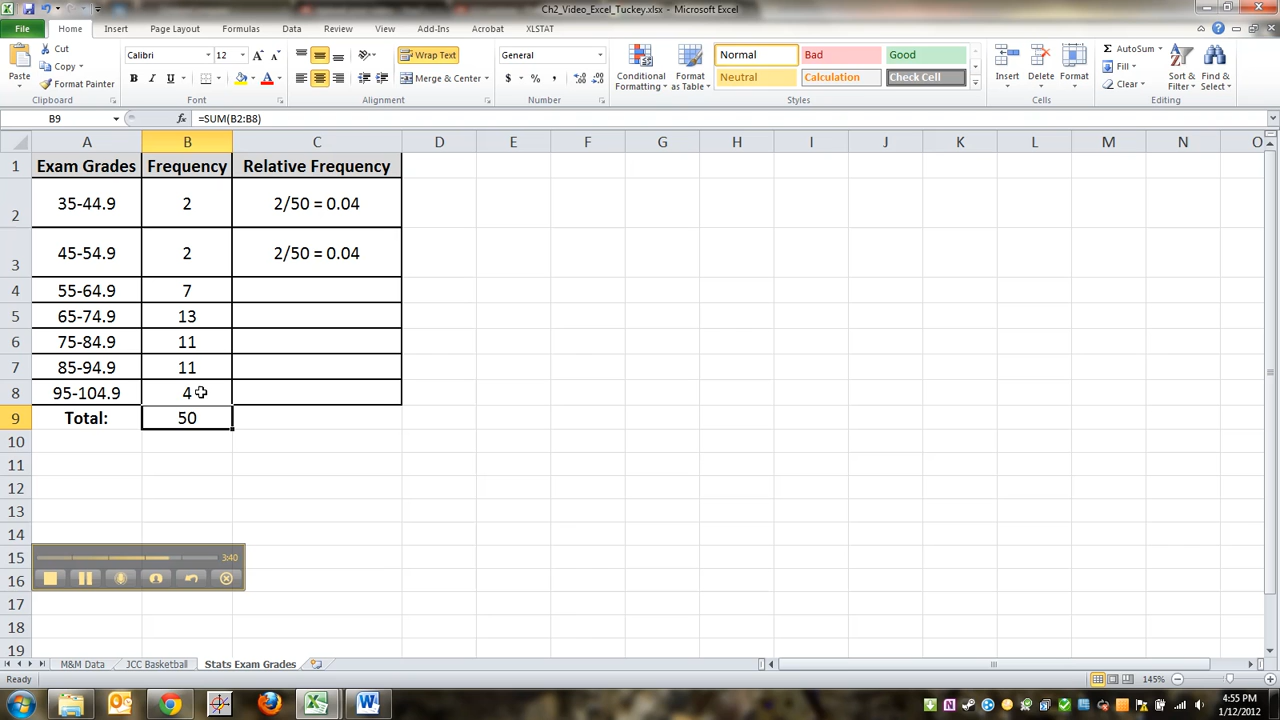 Ch2_Video_Excel_Tuckey.xlsx - Microsoft Excel
File Home Insert Page Layout Formulas Data Review View Add-Ins Acrobat XLSTAT
Paste Cut Copy Format Painter Clipboard
Calibri 12 B I U A Font
Wrap Text Merge & Center Alignment
General $ % , Number
Conditional Formatting Format as Table
Normal Bad Good
Neutral Calculation Check Cell
Styles
Insert Delete Format Cells
AutoSum Fill Clear Sort & Filter Find & Select Editing
B9 fx =SUM(B2:B8)
A B C D E F G H I J K L M N O
1 Exam Grades Frequency Relative Frequency
2 35-44.9 2 2/50 = 0.04
3 45-54.9 2 2/50 = 0.04
4 55-64.9 7
5 65-74.9 13
6 75-84.9 11
7 85-94.9 11
8 95-104.9 4
9 Total: 50
10
11
12
13
14
15
3:40
16
17
18
19
M&M Data JCC Basketball Stats Exam Grades
Ready 145%
4:55 PM
1/12/2012